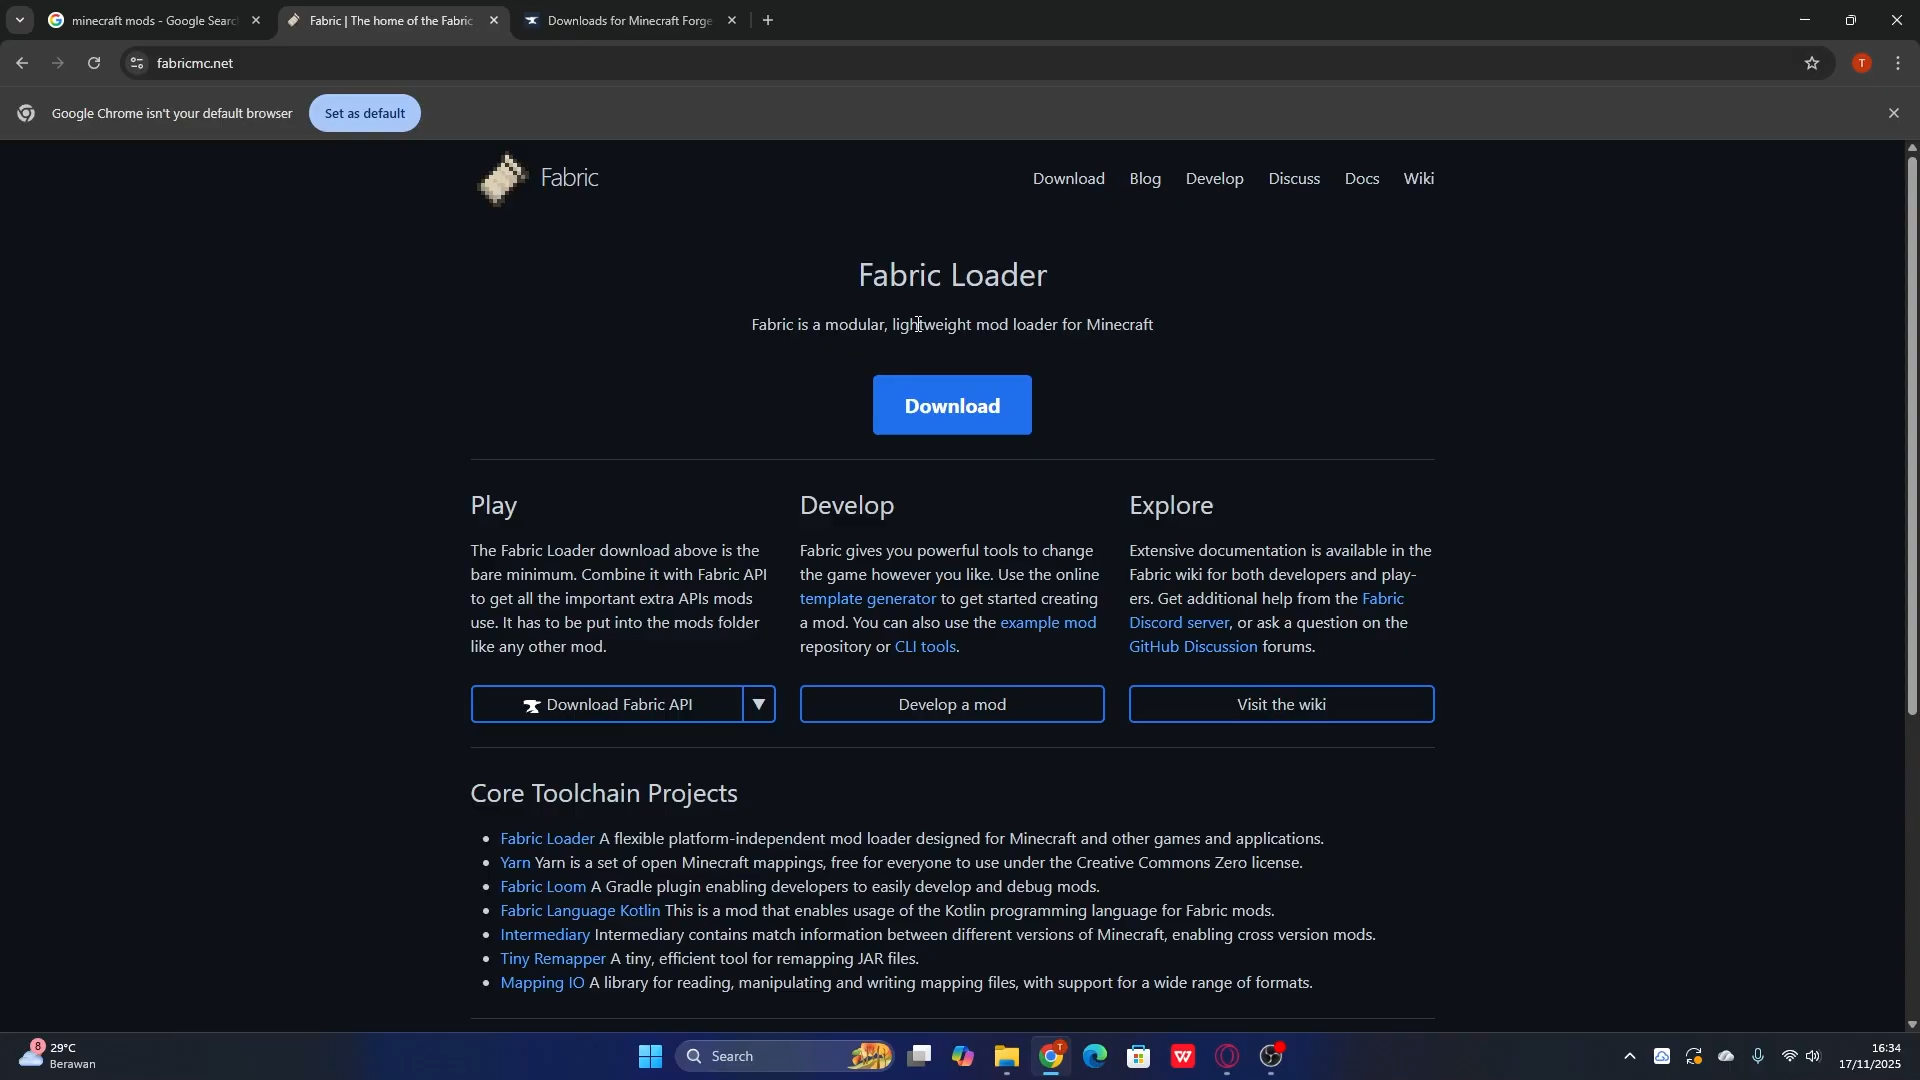 minecraft mods - Google Searc
Fabric | The home of the Fabric
Downloads for Minecraft Forge
fabricmc.net
T
Google Chrome isn't your default browser
Set as default
Fabric
Download
Blog
Develop
Discuss
Docs
Wiki
Fabric Loader
Fabric is a modular, lightweight mod loader for Minecraft
Download
Play
The Fabric Loader download above is the
bare minimum. Combine it with Fabric API
to get all the important extra APIs mods
use. It has to be put into the mods folder
like any other mod.
Download Fabric API
Develop
Fabric gives you powerful tools to change
the game however you like. Use the online
template generator to get started creating
a mod. You can also use the example mod
repository or CLI tools.
Develop a mod
Explore
Extensive documentation is available in the
Fabric wiki for both developers and play-
ers. Get additional help from the Fabric
Discord server, or ask a question on the
GitHub Discussion forums.
Visit the wiki
Core Toolchain Projects
Fabric Loader A flexible platform-independent mod loader designed for Minecraft and other games and applications.
Yarn Yarn is a set of open Minecraft mappings, free for everyone to use under the Creative Commons Zero license.
Fabric Loom A Gradle plugin enabling developers to easily develop and debug mods.
Fabric Language Kotlin This is a mod that enables usage of the Kotlin programming language for Fabric mods.
Intermediary Intermediary contains match information between different versions of Minecraft, enabling cross version mods.
Tiny Remapper A tiny, efficient tool for remapping JAR files.
Mapping IO A library for reading, manipulating and writing mapping files, with support for a wide range of formats.
8
29°C
Berawan
Search
T
W
16:34
17/11/2025